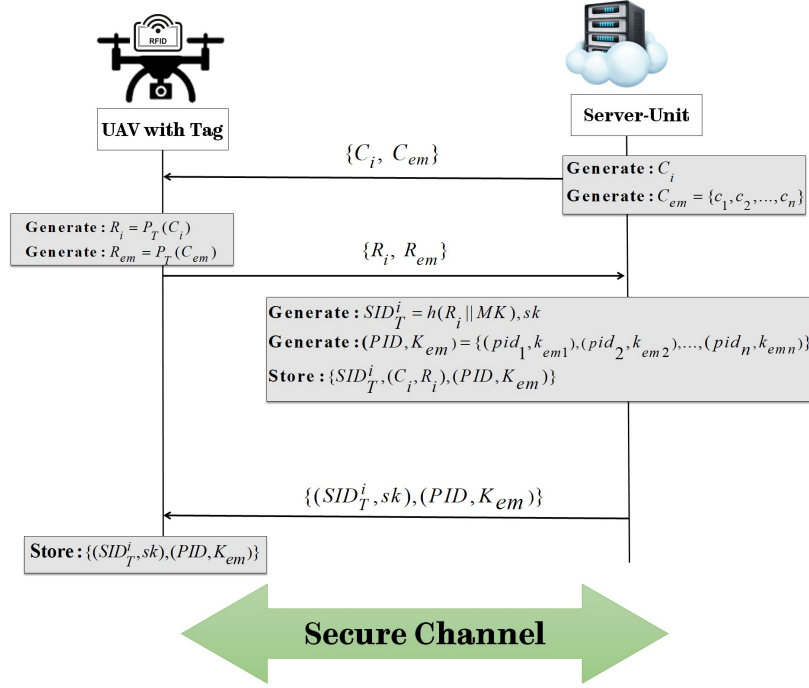 RFID
UAV with Tag
Server-Unit
{C_i, C_em}
Generate: C_i
Generate: C_em = {c_1, c_2, ..., c_n}
Generate: R_i = P_T(C_i)
Generate: R_em = P_T(C_em)
{R_i, R_em}
Generate: SID_T^i = h(R_i || MK), sk
Generate: (PID, K_em) = {(pid_1, k_em1), (pid_2, k_em2), ..., (pid_n, k_emn)}
Store: {SID_T^i, (C_i, R_i), (PID, K_em)}
{(SID_T^i, sk), (PID, K_em)}
Store: {(SID_T^i, sk), (PID, K_em)}
Secure Channel